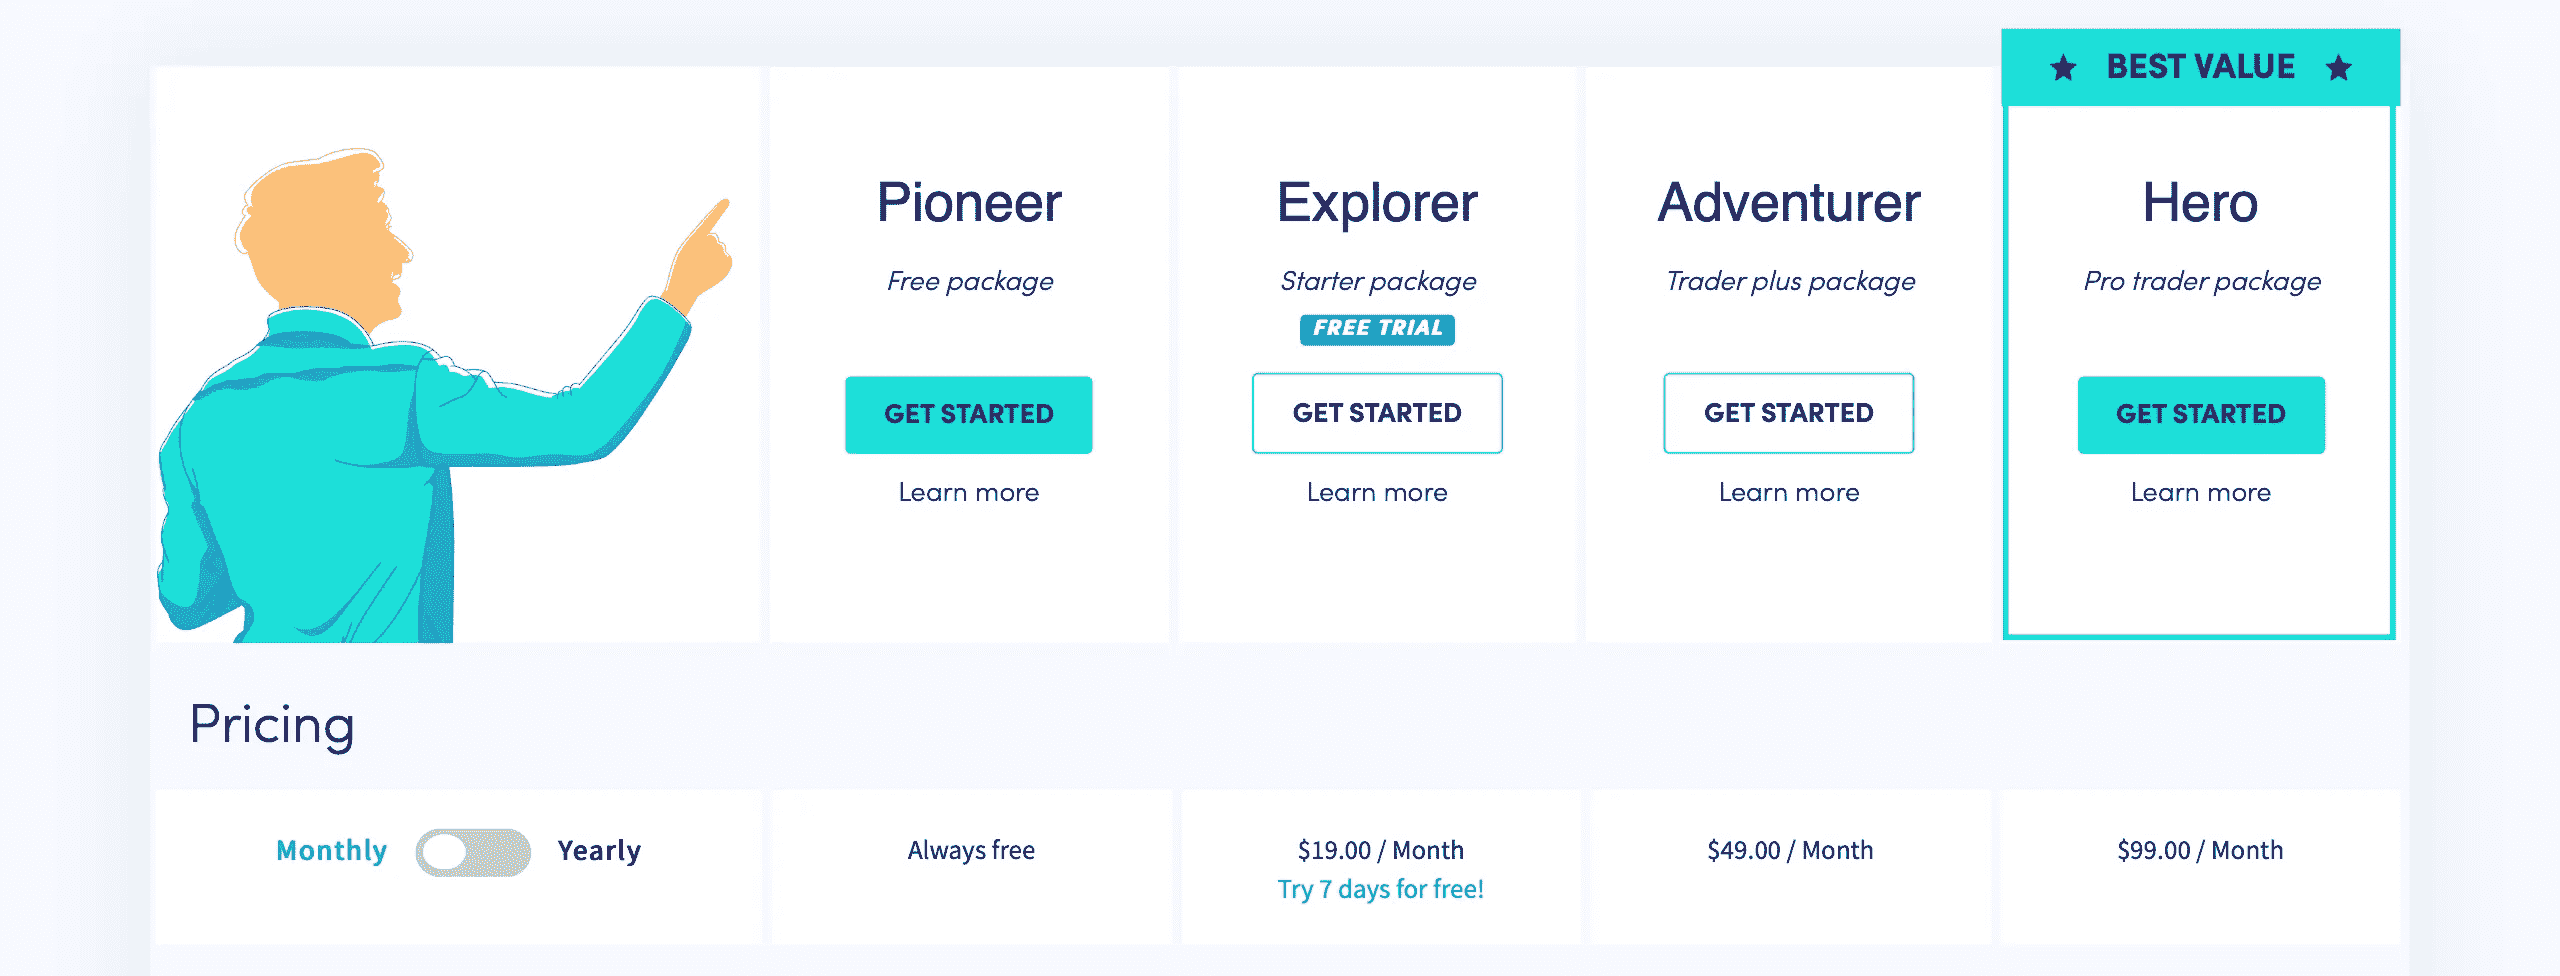 BEST VALUE
Pioneer
Free package
GET STARTED
Learn more
Explorer
Starter package
FREE TRIAL
GET STARTED
Learn more
Adventurer
Trader plus package
GET STARTED
Learn more
Hero
Pro trader package
GET STARTED
Learn more
Pricing
Monthly Yearly
Always free
$19.00 / Month
Try 7 days for free!
$49.00 / Month
$99.00 / Month